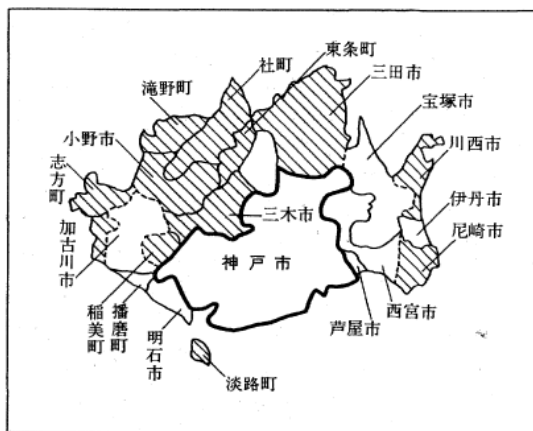 東条町
社町
三田市
滝野町
宝塚市
小野市
川西市
志方町
伊丹市
三木市
尼崎市
加古川市
神戸市
稲美町
播磨町
明石市
芦屋市
西宮市
淡路町